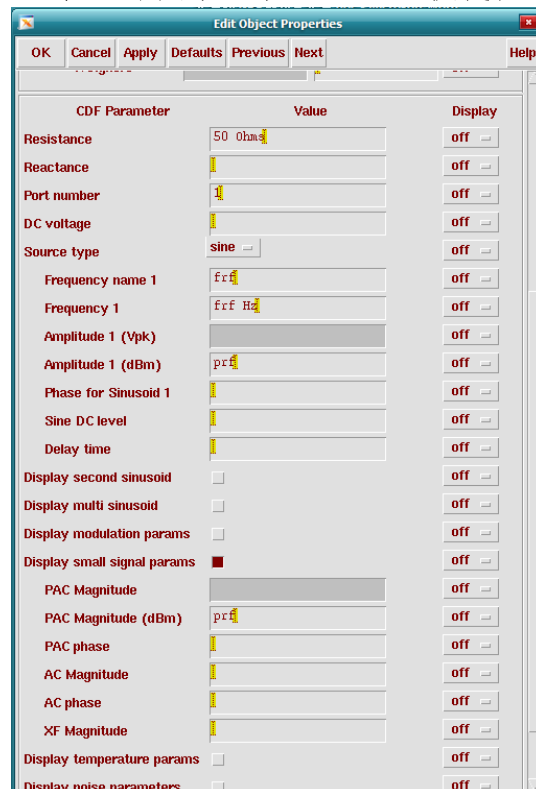 Edit Object Properties
OK Cancel Apply Defaults Previous Next Help
CDF Parameter Value Display
Resistance 50 Ohms off
Reactance off
Port number 1 off
DC voltage off
Source type sine off
Frequency name 1 frf off
Frequency 1 frf Hz off
Amplitude 1 (Vpk) off
Amplitude 1 (dBm) prf off
Phase for Sinusoid 1 off
Sine DC level off
Delay time off
Display second sinusoid off
Display multi sinusoid off
Display modulation params off
Display small signal params off
PAC Magnitude off
PAC Magnitude (dBm) prf off
PAC phase off
AC Magnitude off
AC phase off
XF Magnitude off
Display temperature params off
Display noise parameters off